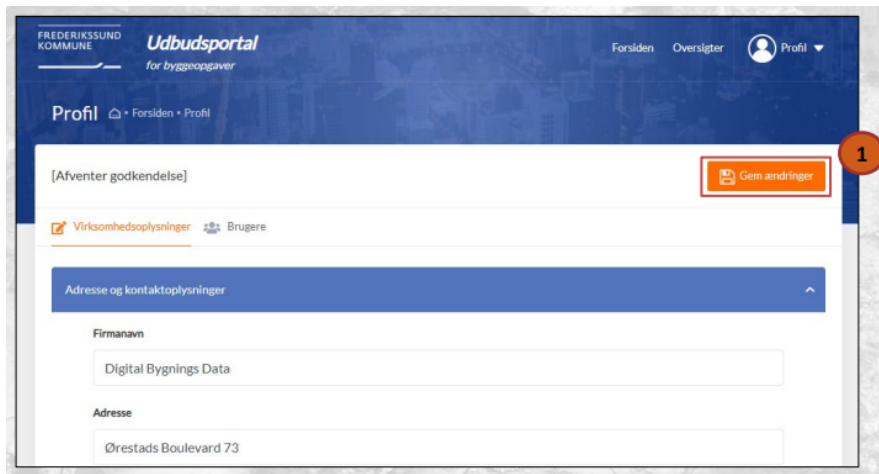 FREDERIKSSUND
KOMMUNE
Udbudsportal
for byggeopgaver
Forsiden Oversigter Profil
Profil • Forsiden • Profil
1
[Afventer godkendelse]
Gem ændringer
Virksomhedsoplysninger Brugere
Adresse og kontaktoplysninger
Firmanavn
Digital Bygnings Data
Adresse
Ørestads Boulevard 73